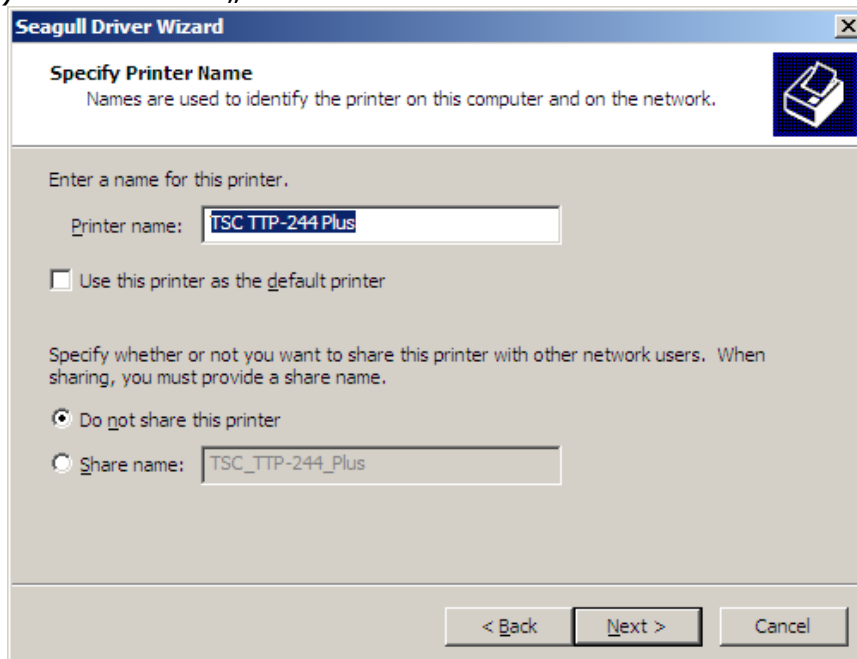 Seagull Driver Wizard
Specify Printer Name
Names are used to identify the printer on this computer and on the network.
Enter a name for this printer.
Printer name: TSC TTP-244 Plus
Use this printer as the default printer
Specify whether or not you want to share this printer with other network users. When
sharing, you must provide a share name.
Do not share this printer
Share name: TSC_TTP-244_Plus
< Back Next > Cancel